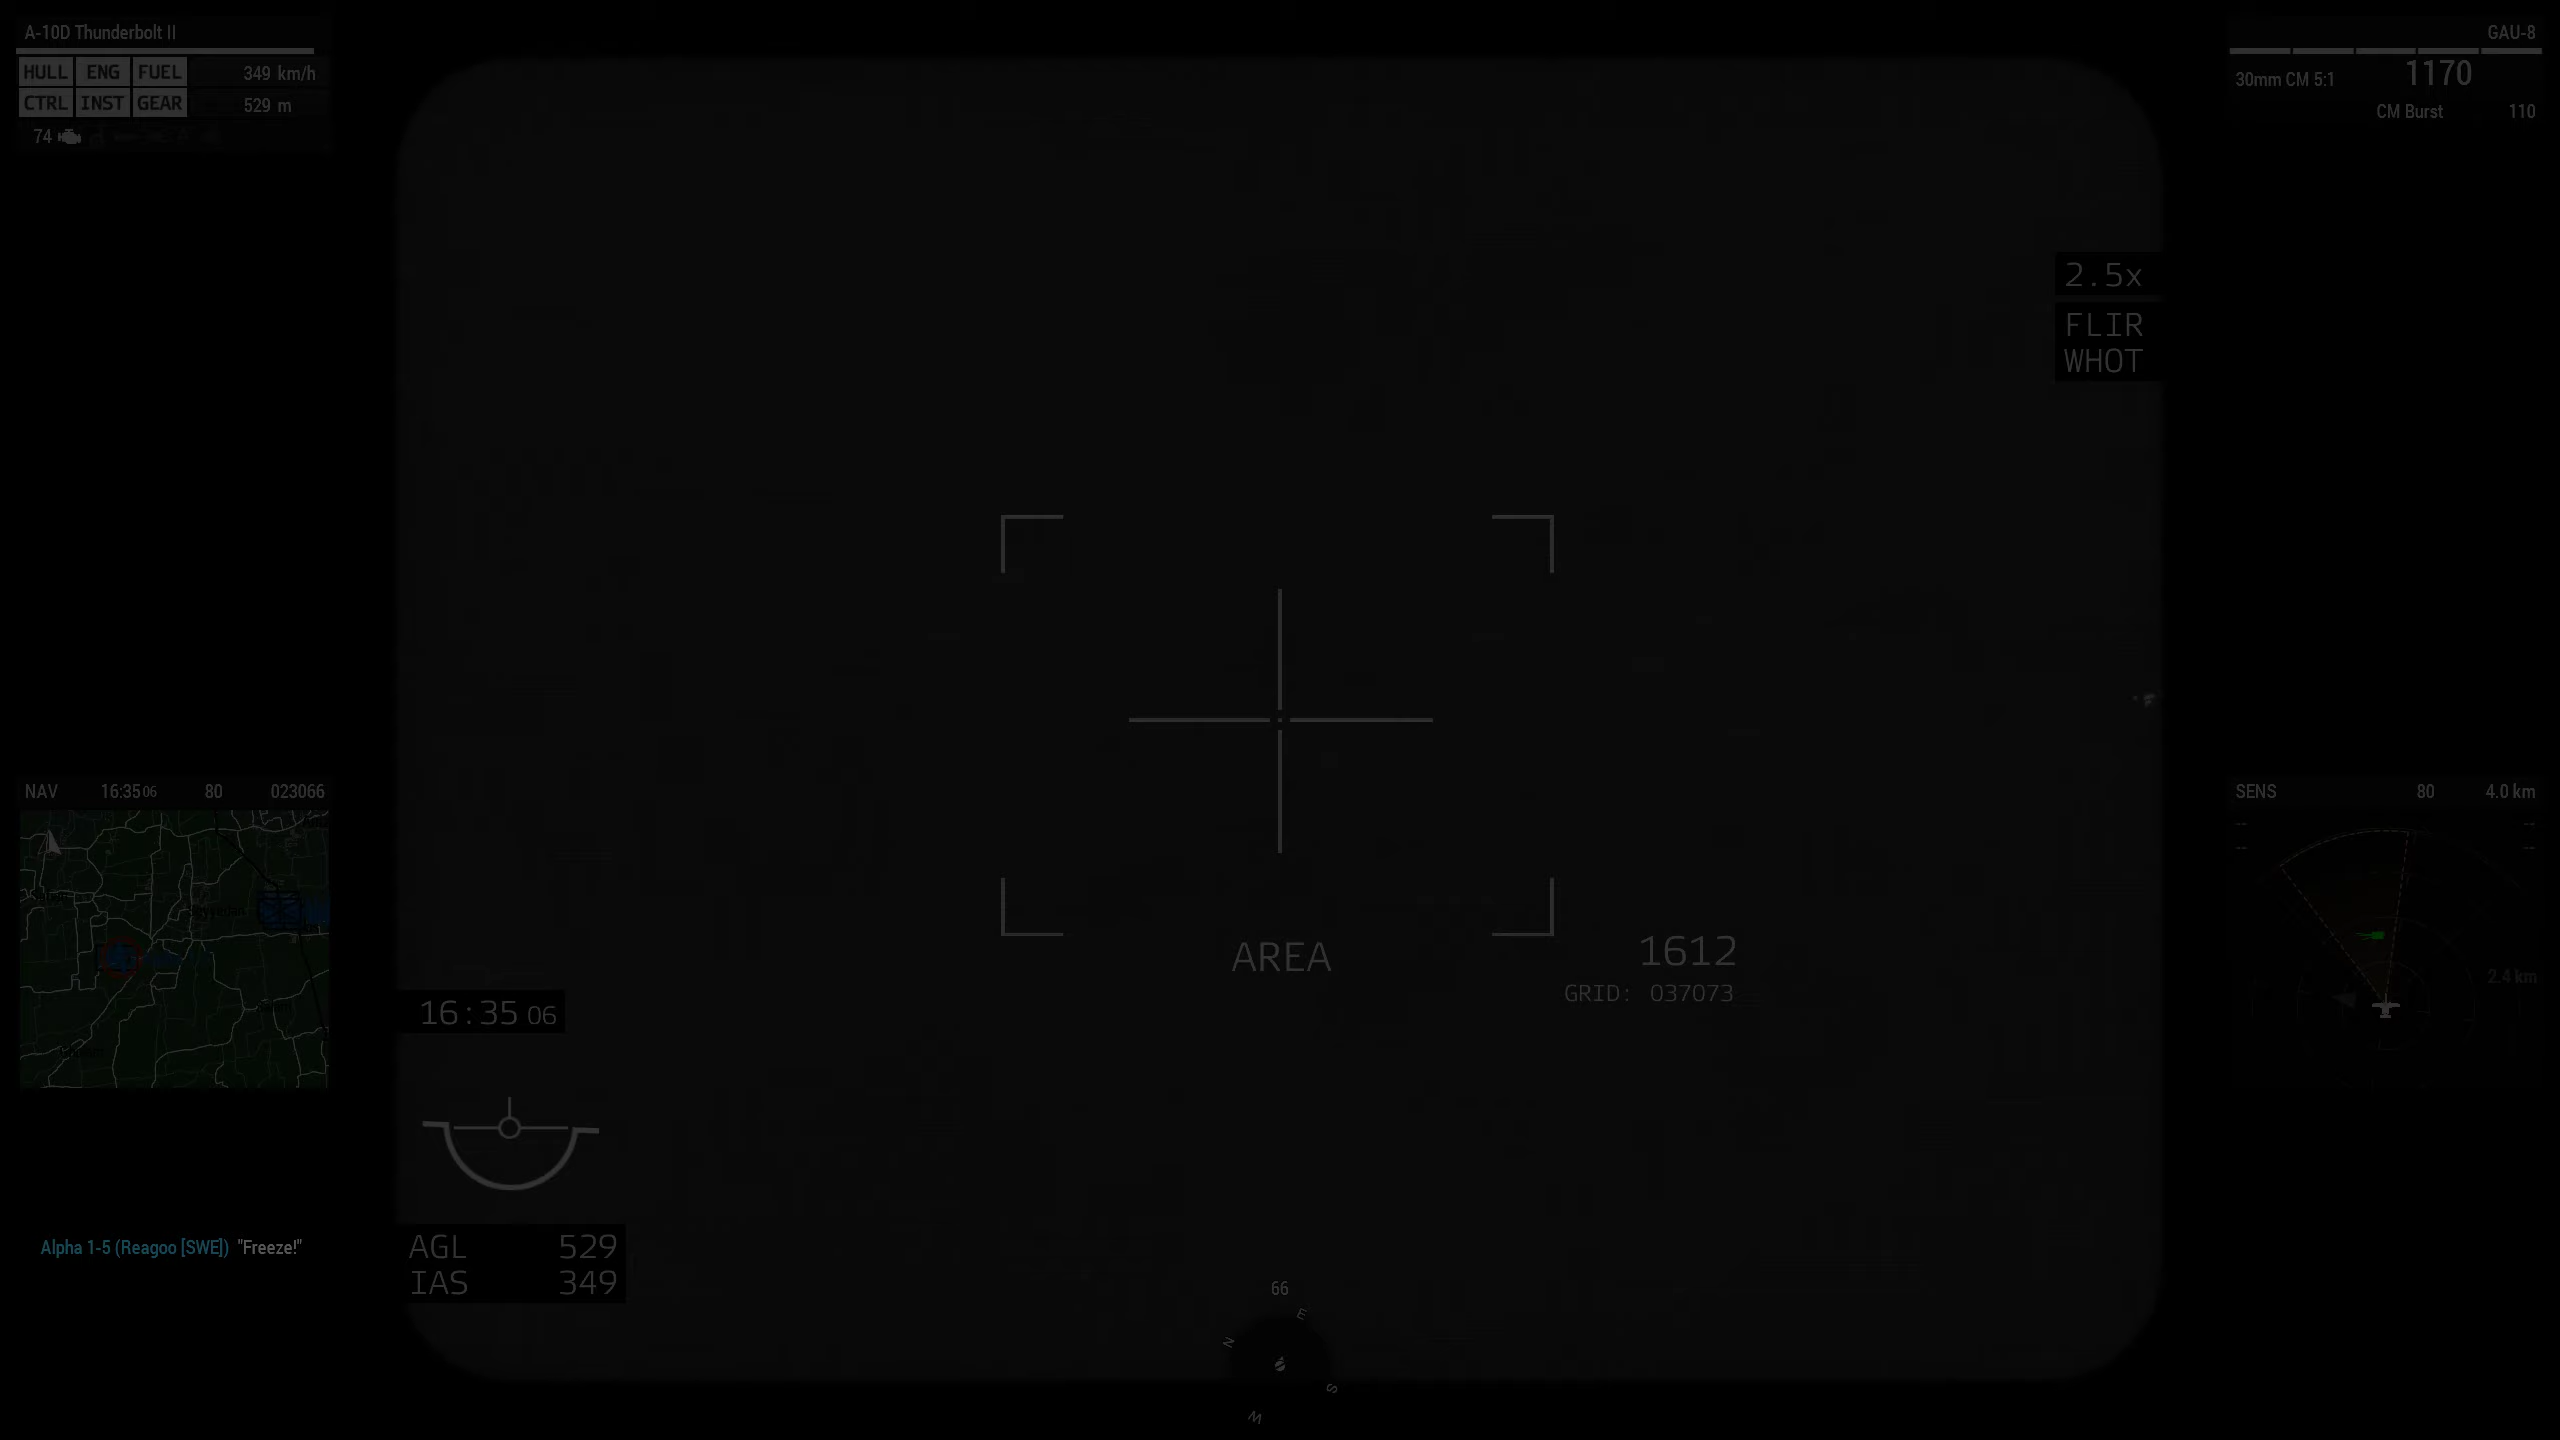 A-10D Thunderbolt II
HULL ENG FUEL 349 km/h
CTRL INST GEAR 529 m
74
GAU-8
30mm CM 5:1 1170
CM Burst 110
2.5x
FLIR
WHOT
NAV 16:35 06 80 023066
SENS 80 4.0 km
2.4 km
AREA
1612
GRID: 037073
16:35 06
Alpha 1-5 (Reagoo [SWE]) "Freeze!"
AGL 529
IAS 349
66
E
N
S
W